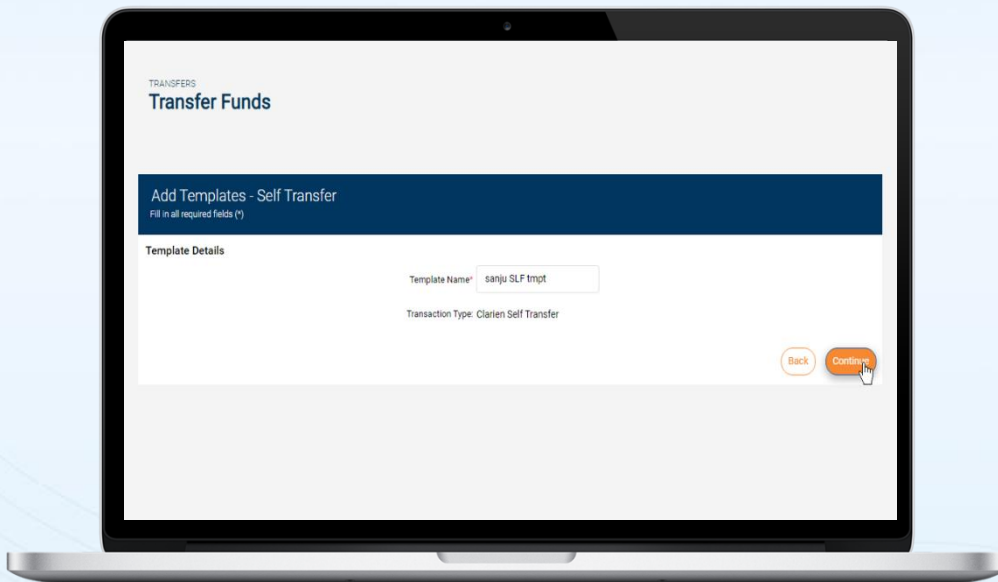 TRANSFERS
Transfer Funds
Add Templates - Self Transfer
Fill in all required fields (*)
Template Details
Template Name* sanju SLF tmpt
Transaction Type: Clarien Self Transfer
Back Continue